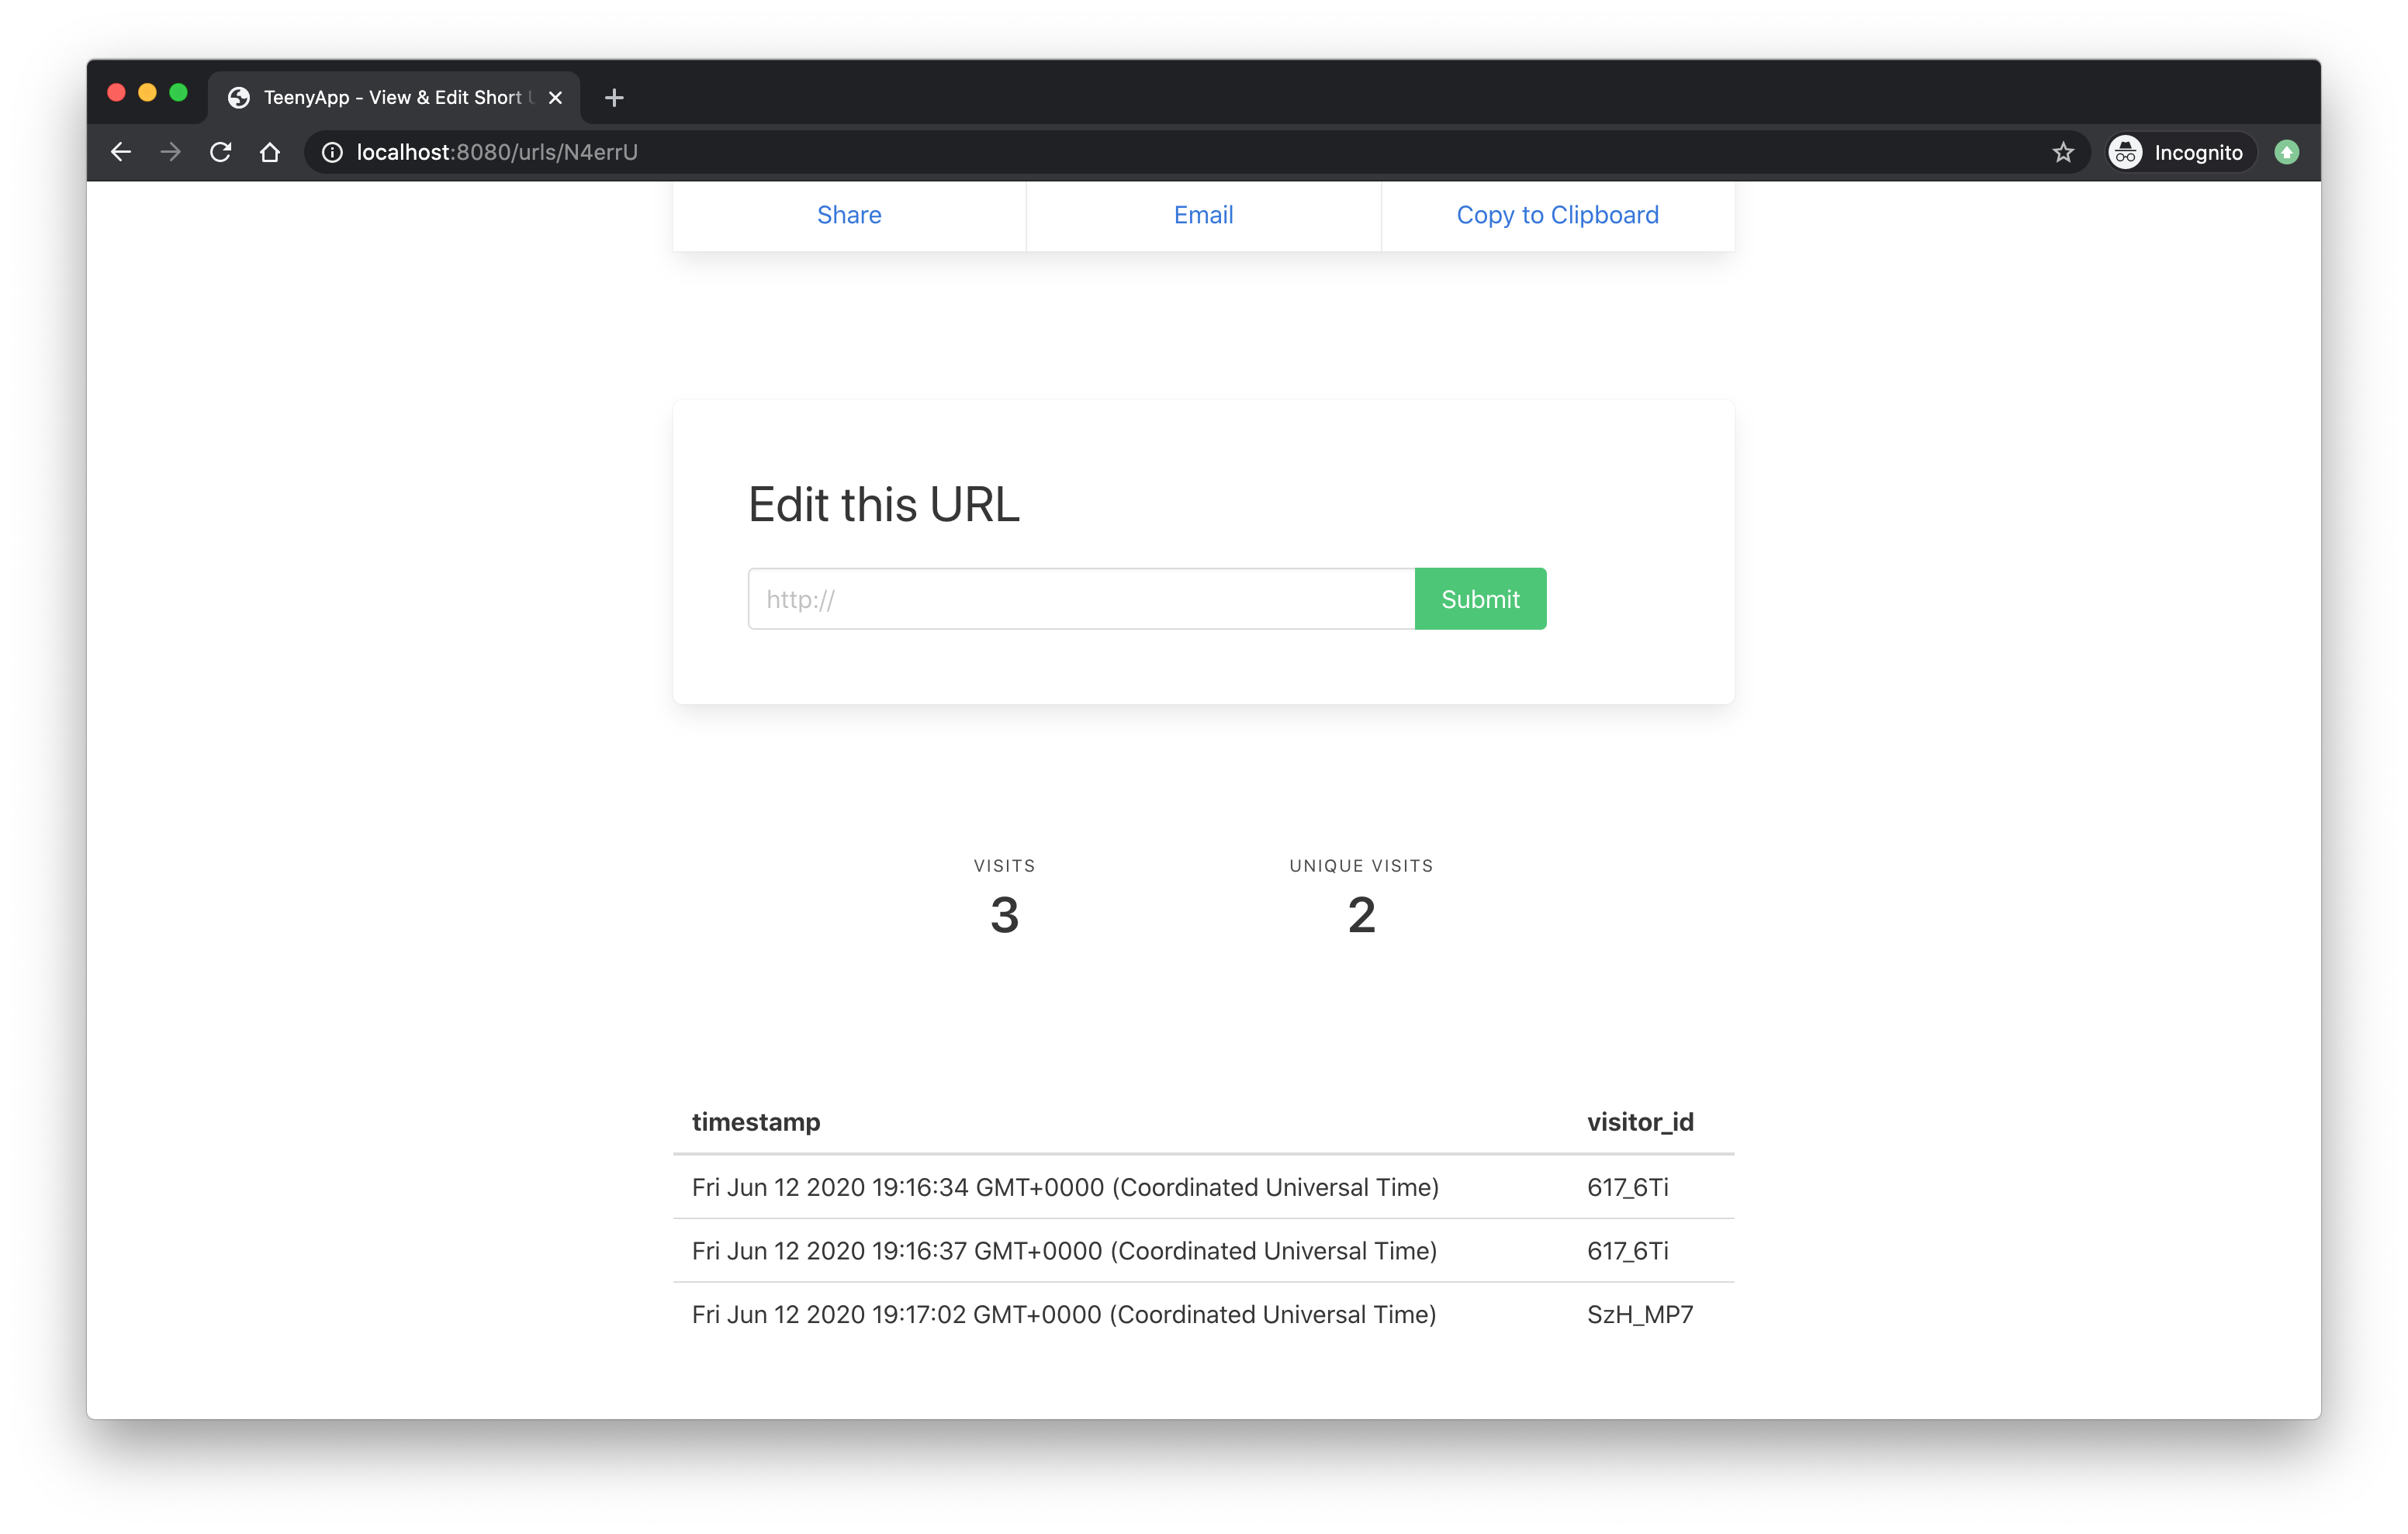 TeenyApp - View & Edit Short U
localhost:8080/urls/N4errU
Incognito
Share Email Copy to Clipboard
Edit this URL
http:// Submit
VISITS UNIQUE VISITS
3 2
timestamp visitor_id
Fri Jun 12 2020 19:16:34 GMT+0000 (Coordinated Universal Time) 617_6Ti
Fri Jun 12 2020 19:16:37 GMT+0000 (Coordinated Universal Time) 617_6Ti
Fri Jun 12 2020 19:17:02 GMT+0000 (Coordinated Universal Time) SzH_MP7